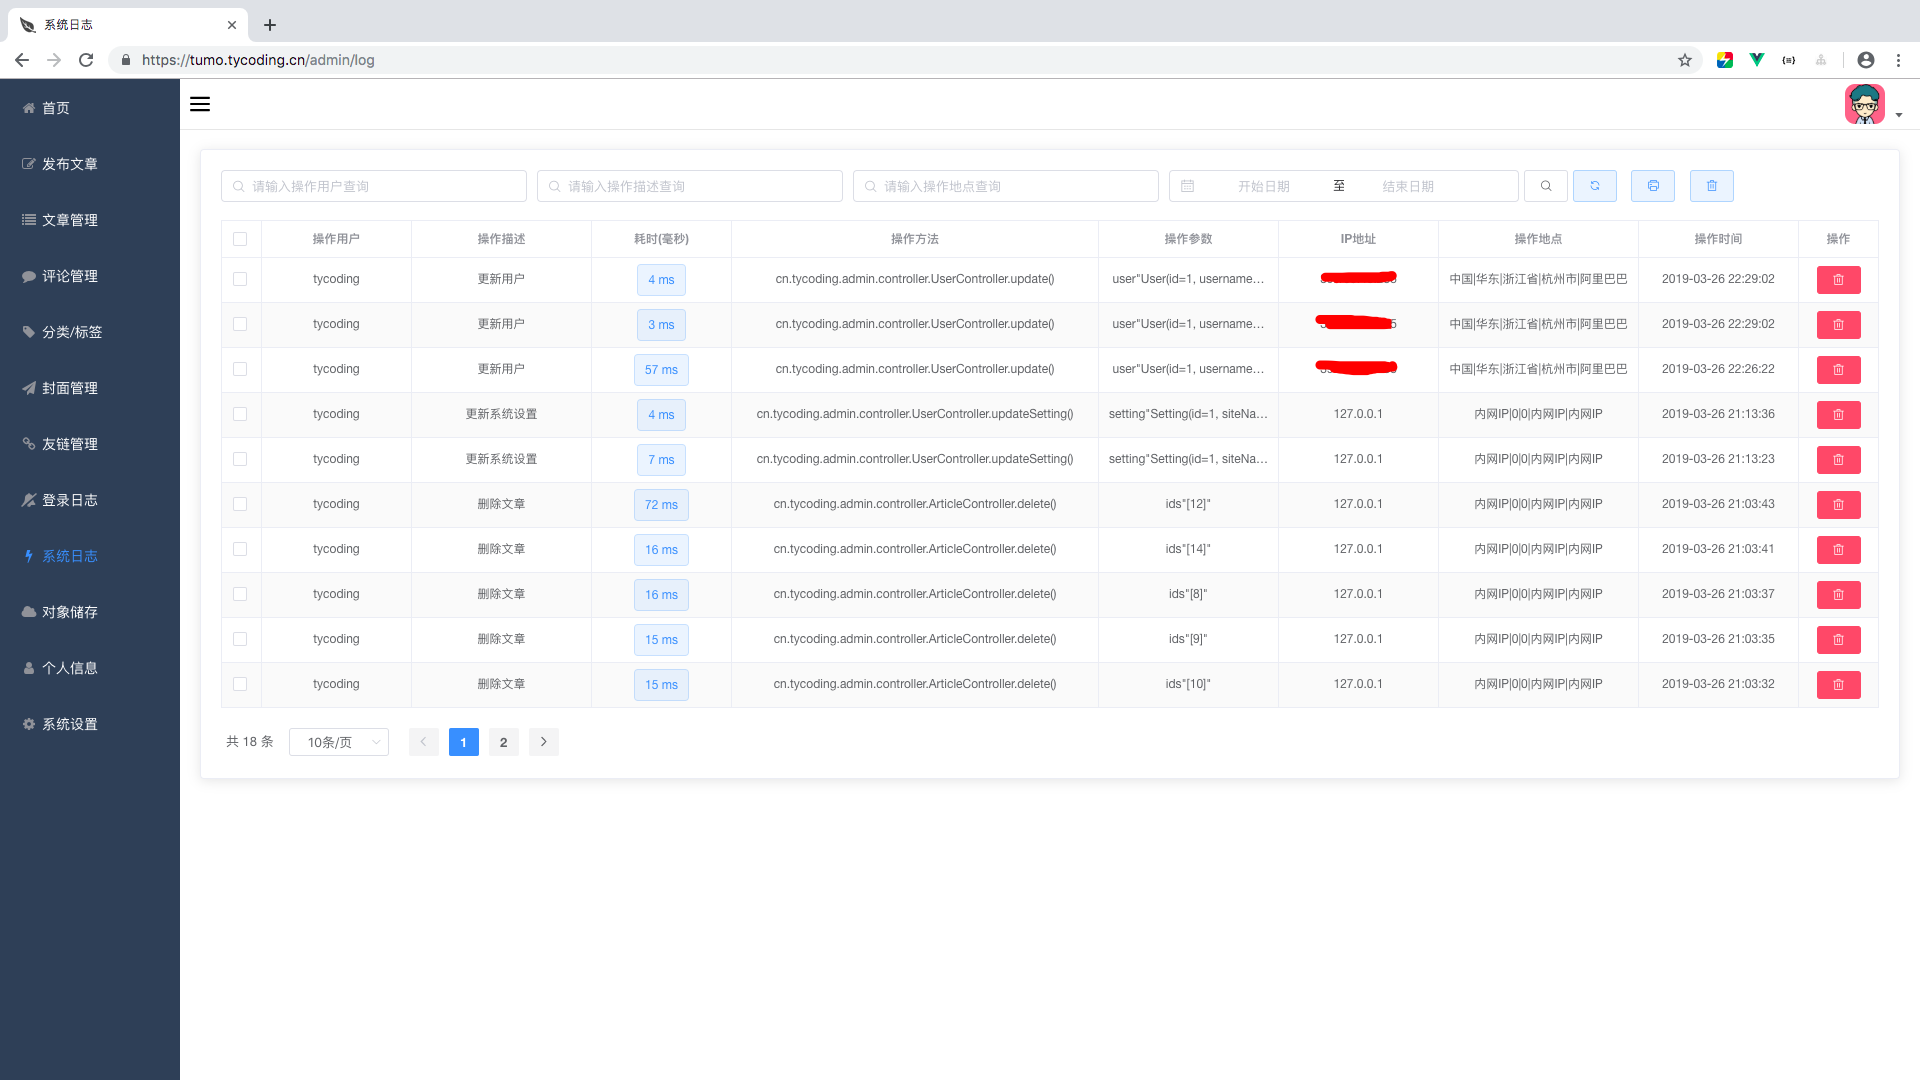 系统日志
https://tumo.tycoding.cn/admin/log
首页
发布文章
文章管理
评论管理
分类/标签
封面管理
友链管理
登录日志
系统日志
对象储存
个人信息
系统设置
请输入操作用户查询 请输入操作描述查询 请输入操作地点查询 开始日期 至 结束日期
操作用户 操作描述 耗时(毫秒) 操作方法 操作参数 IP地址 操作地点 操作时间 操作
tycoding 更新用户 4 ms cn.tycoding.admin.controller.UserController.update() user"User(id=1, username... 中国|华东|浙江省|杭州市|阿里巴巴 2019-03-26 22:29:02
tycoding 更新用户 3 ms cn.tycoding.admin.controller.UserController.update() user"User(id=1, username... 中国|华东|浙江省|杭州市|阿里巴巴 2019-03-26 22:29:02
tycoding 更新用户 57 ms cn.tycoding.admin.controller.UserController.update() user"User(id=1, username... 中国|华东|浙江省|杭州市|阿里巴巴 2019-03-26 22:26:22
tycoding 更新系统设置 4 ms cn.tycoding.admin.controller.UserController.updateSetting() setting"Setting(id=1, siteNa... 127.0.0.1 内网IP|0|0|内网IP|内网IP 2019-03-26 21:13:36
tycoding 更新系统设置 7 ms cn.tycoding.admin.controller.UserController.updateSetting() setting"Setting(id=1, siteNa... 127.0.0.1 内网IP|0|0|内网IP|内网IP 2019-03-26 21:13:23
tycoding 删除文章 72 ms cn.tycoding.admin.controller.ArticleController.delete() ids"[12]" 127.0.0.1 内网IP|0|0|内网IP|内网IP 2019-03-26 21:03:43
tycoding 删除文章 16 ms cn.tycoding.admin.controller.ArticleController.delete() ids"[14]" 127.0.0.1 内网IP|0|0|内网IP|内网IP 2019-03-26 21:03:41
tycoding 删除文章 16 ms cn.tycoding.admin.controller.ArticleController.delete() ids"[8]" 127.0.0.1 内网IP|0|0|内网IP|内网IP 2019-03-26 21:03:37
tycoding 删除文章 15 ms cn.tycoding.admin.controller.ArticleController.delete() ids"[9]" 127.0.0.1 内网IP|0|0|内网IP|内网IP 2019-03-26 21:03:35
tycoding 删除文章 15 ms cn.tycoding.admin.controller.ArticleController.delete() ids"[10]" 127.0.0.1 内网IP|0|0|内网IP|内网IP 2019-03-26 21:03:32
共 18 条 10条/页 1 2